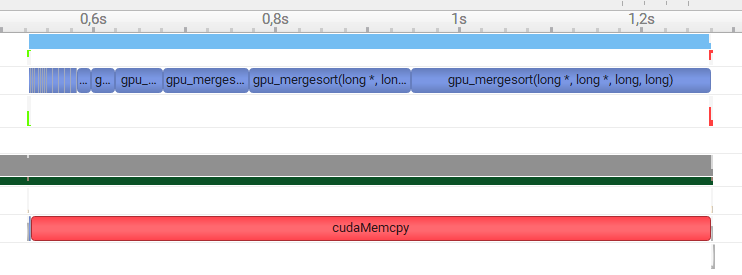 0,6s 0,8s 1s 1,2s
... g... gpu_... gpu_merges... gpu_mergesort(long *, lon... gpu_mergesort(long *, long *, long, long)
cudaMemcpy